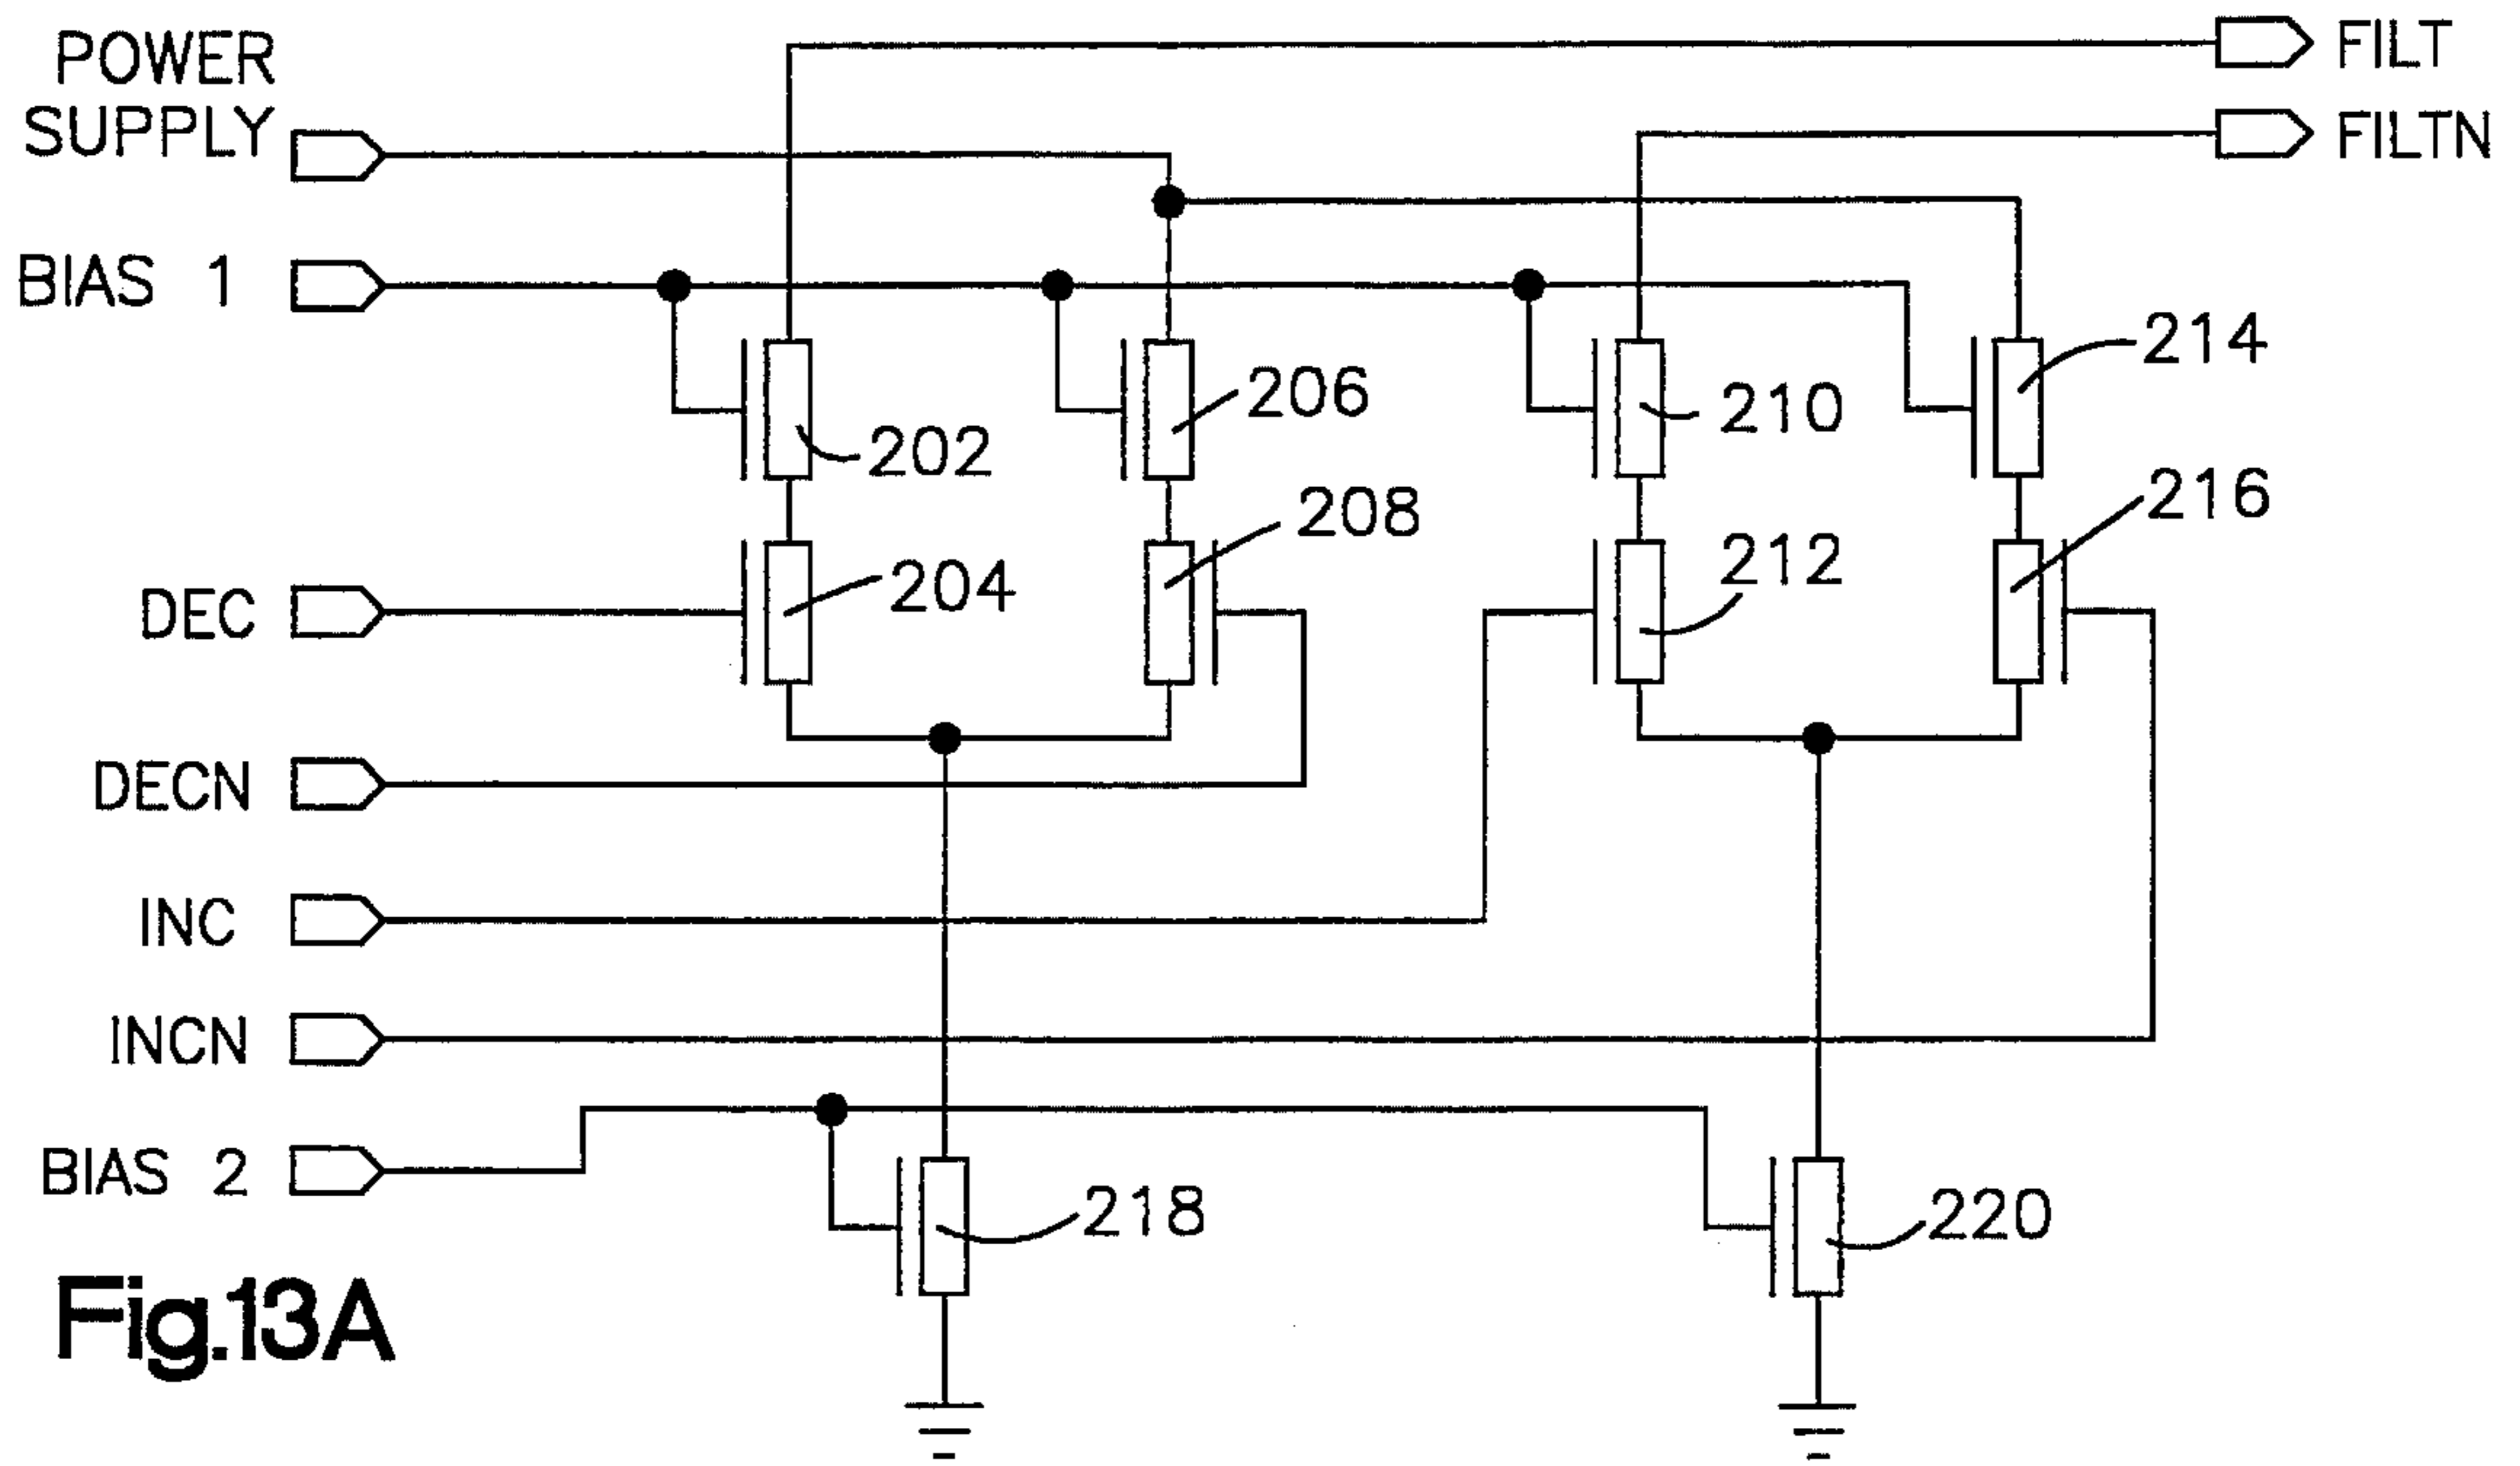 POWER
SUPPLY
FILT
FILTN
BIAS 1
214
206
210
202
216
208
212
204
DEC
DECN
INC
INCN
BIAS 2
218
220
Fig.13A